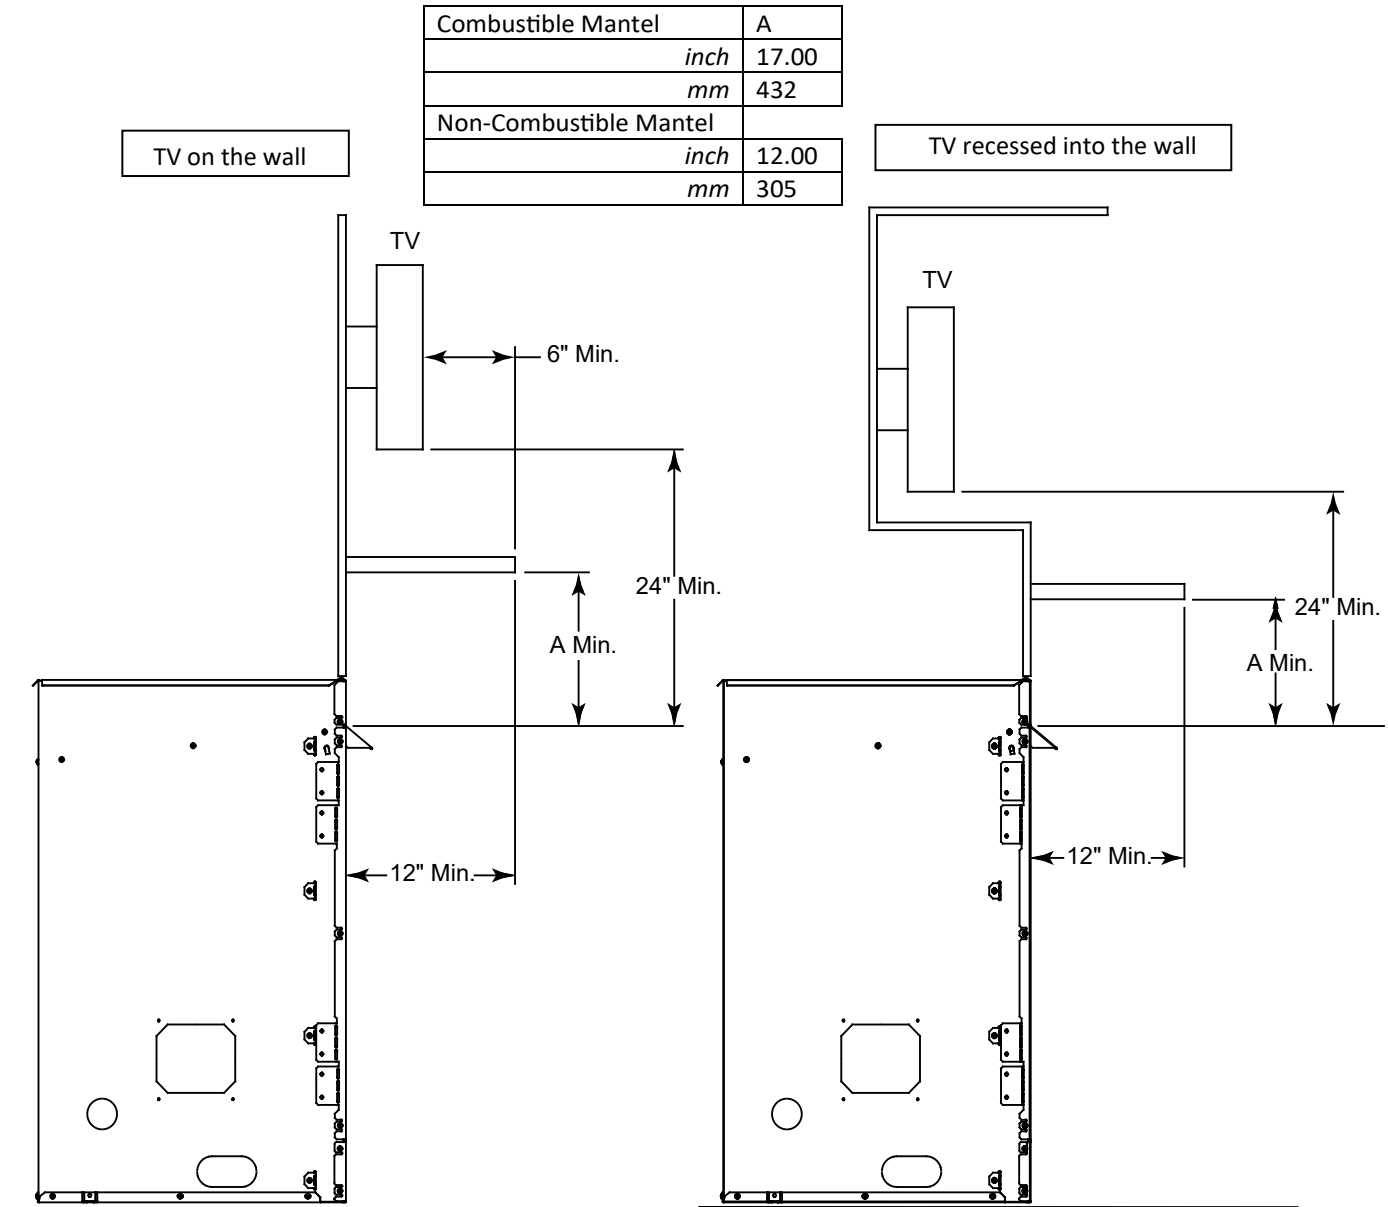 Combustible Mantel A
inch 17.00
mm 432
Non-Combustible Mantel
inch 12.00
mm 305
TV on the wall
TV recessed into the wall
TV
6" Min.
24" Min.
A Min.
12" Min.
TV
24" Min.
A Min.
12" Min.